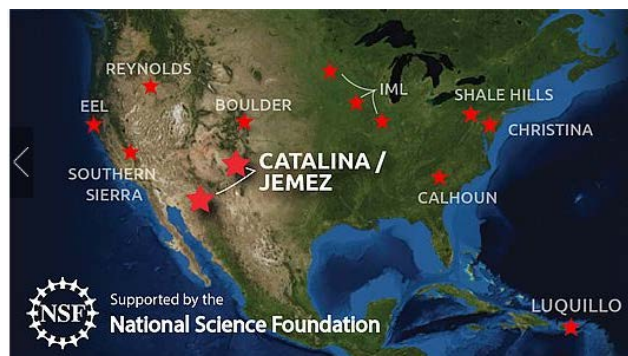 REYNOLDS
IML
EEL
BOULDER
SHALE HILLS
CHRISTINA
SOUTHERN
SIERRA
CATALINA /
JEMEZ
CALHOUN
LUQUILLO
NSF
Supported by the
National Science Foundation